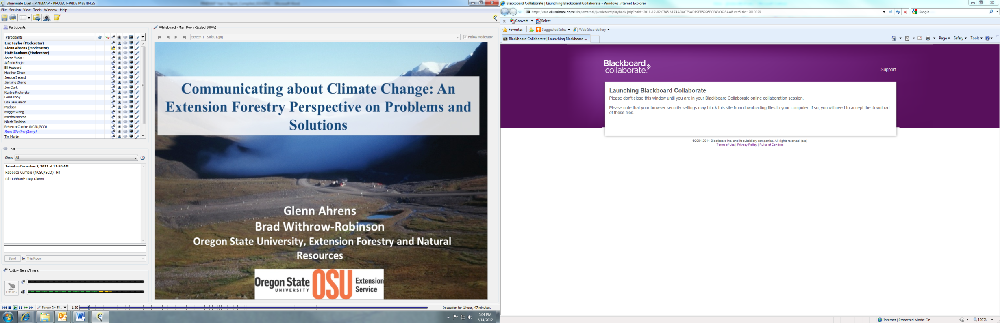 Elluminate Live! - PINEMAP - PROJECT-WIDE MEETINGS
File Session View Tools Window Help
Participants
Participants
Eric Taylor (Moderator)
Glenn Ahrens (Moderator)
Matt Bonham (Moderator)
Aaron Vuola 1
Alfredo Farjat
Bill Hubbard
Heather Dinon
Jessica Ireland
Jianxing Zhang
Joe Clark
Kostya Krutovsky
Leslie Boby
Lisa Samuelson
Madison
Maggie Wang
Martha Monroe
Nilesh Timilsina
Rebecca Cumbie (NCSU/SCO)
Ross Whetten (Away)
Tim Martin
Chat
Show All
Joined on December 2, 2011 at 11:30 AM
Rebecca Cumbie (NCSU/SCO): Hi!
Bill Hubbard: Hey Glenn!
Send to This Room
Audio - Glenn Ahrens
Ctrl+F2
Whiteboard - Main Room (Scaled 109%)
Screen 1 - Slide01.jpg
Follow Moderator
Communicating about Climate Change: An
Extension Forestry Perspective on Problems and
Solutions
Glenn Ahrens
Brad Withrow-Robinson
Oregon State University, Extension Forestry and Natural
Resources
Oregon State
UNIVERSITY
OSU
Extension
Service
Screen 2 - Sl... 1:30
In session for 1 hour, 47 minutes.
5:04 PM
2/14/2012
Blackboard Collaborate | Launching Blackboard Collaborate - Windows Internet Explorer
https://sas.elluminate.com/site/external/jwsdetect/playback.jnlp?psid=2011-12-02.0745.M.74AD8C75AD19FB5926ECE43C628AA8.vcr&sid=2010029
Google
x Convert Select
Favorites Suggested Sites Web Slice Gallery
Blackboard Collaborate | Launching Blackboard ...
Page Safety Tools
Blackboard
collaborate
Support
Launching Blackboard Collaborate
Please don't close this window until you are in your Blackboard Collaborate online collaboration session.
Please note that your browser security settings may block this site from downloading files to your computer. If so, you will need to accept the download
of these files.
©2001-2011 Blackboard Inc. and its subsidiary companies. All rights reserved. (sas)
Terms of Use | Privacy Policy | Rules of Conduct
Internet | Protected Mode: On
100%